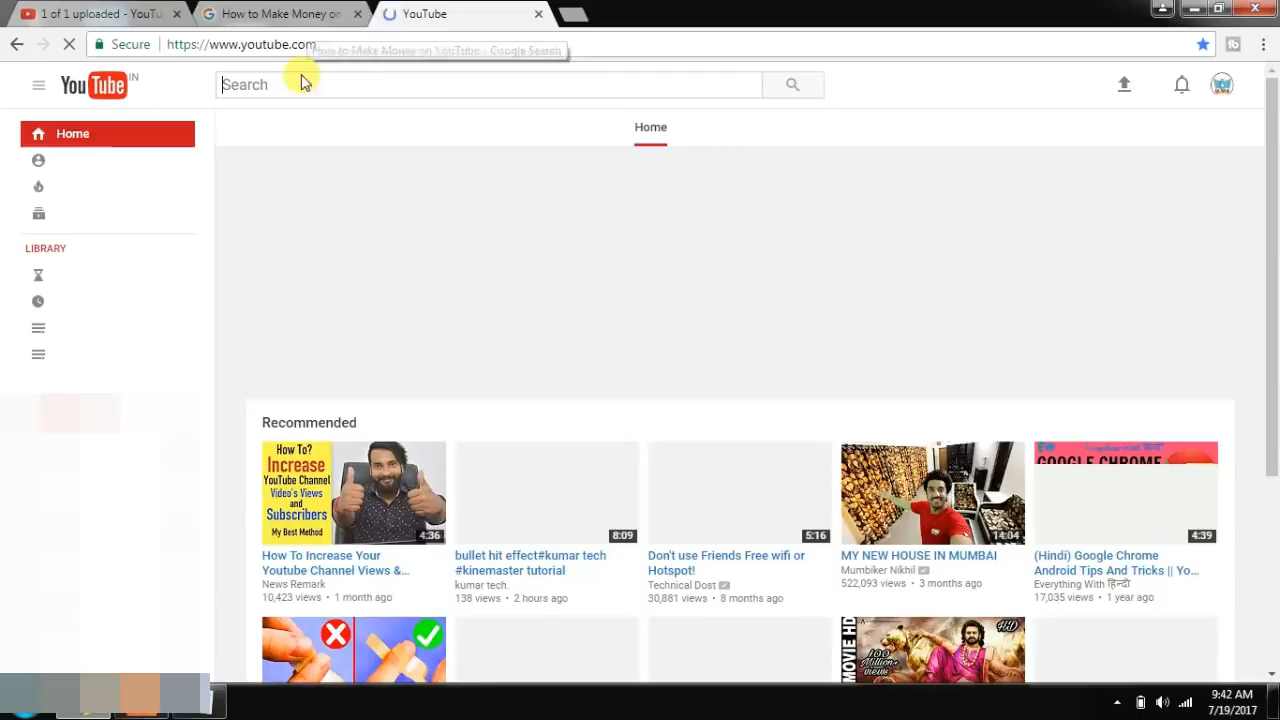 1 of 1 uploaded - YouTu
How to Make Money on
YouTube
Secure
https://www.youtube.com
How to Make Money on YouTube - Google Search
YouTube IN
Search
Home
Home
LIBRARY
Recommended
How To?
Increase
YouTube Channel
Video's Views
and
Subscribers
My Best Method
4:36
8:09
5:16
14:04
GOOGLE CHROME
4:39
How To Increase Your
Youtube Channel Views &...
News Remark
10,423 views • 1 month ago
bullet hit effect#kumar tech
#kinemaster tutorial
kumar tech.
138 views • 2 hours ago
Don't use Friends Free wifi or
Hotspot!
Technical Dost
30,881 views • 8 months ago
MY NEW HOUSE IN MUMBAI
Mumbiker Nikhil
522,093 views • 3 months ago
(Hindi) Google Chrome
Android Tips And Tricks || Yo...
Everything With हिन्दी
17,035 views • 1 year ago
MOVIE HD
100
Million+
views
HD
9:42 AM
7/19/2017